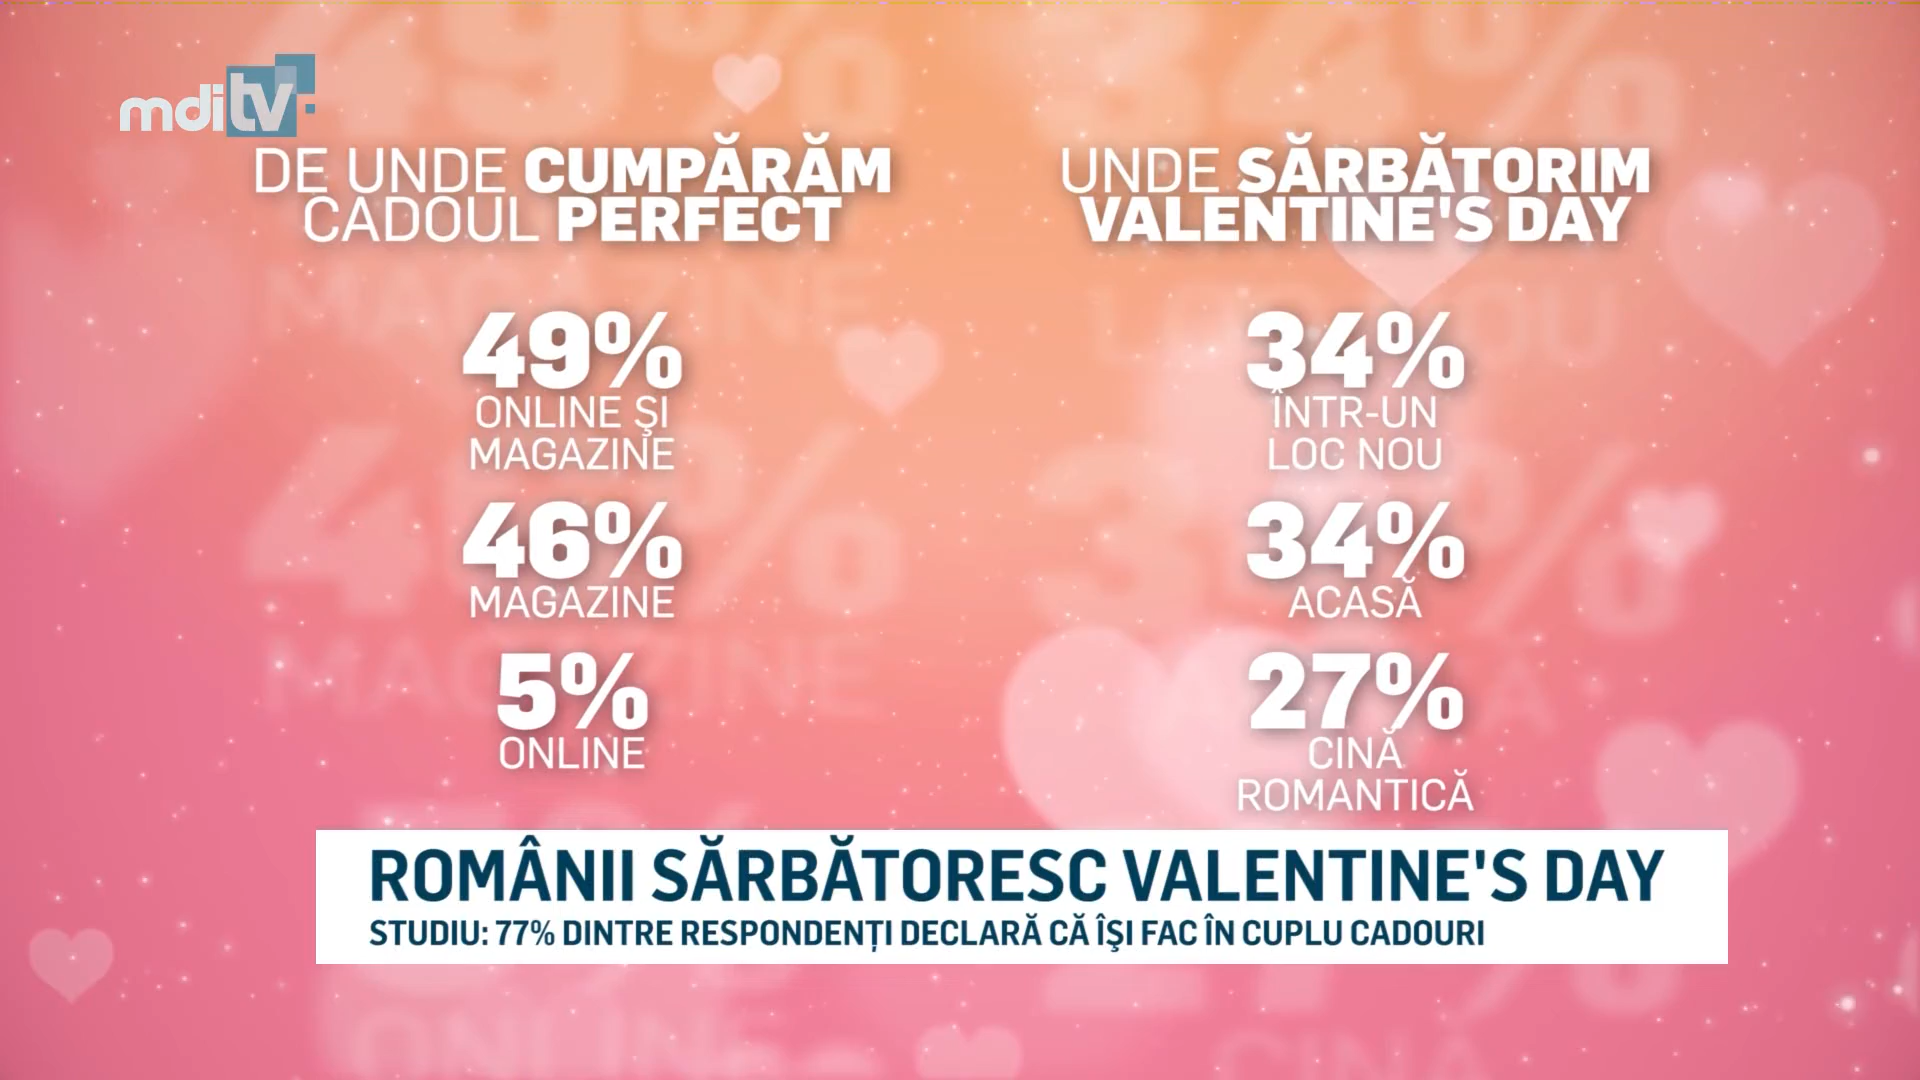 mditv
DE UNDE CUMPĂRĂM
CADOUL PERFECT
49%
ONLINE ŞI
MAGAZINE
46%
MAGAZINE
5%
ONLINE
UNDE SĂRBĂTORIM
VALENTINE'S DAY
34%
ÎNTR-UN
LOC NOU
34%
ACASĂ
27%
CINĂ
ROMANTICĂ
ROMÂNII SĂRBĂTORESC VALENTINE'S DAY
STUDIU: 77% DINTRE RESPONDENȚI DECLARĂ CĂ ÎŞI FAC ÎN CUPLU CADOURI